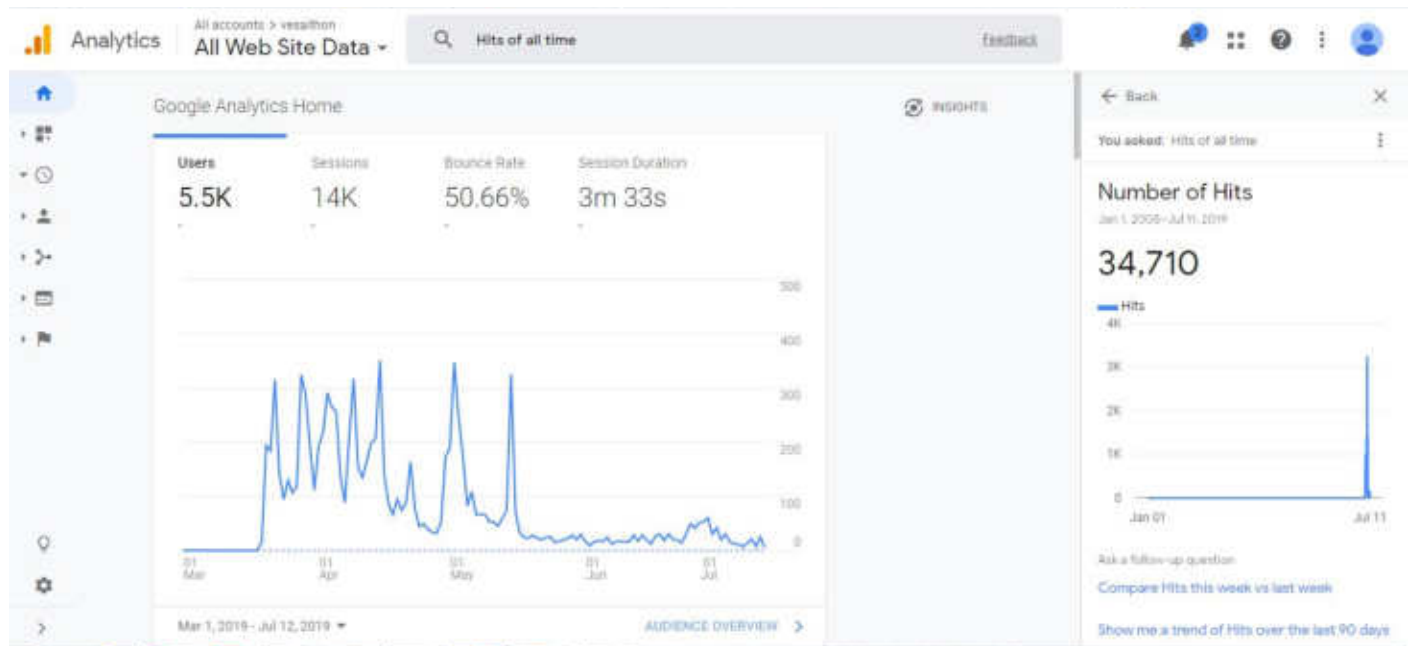 Analytics
All accounts > vesaithon
All Web Site Data
Hits of all time
Feedback
2
Google Analytics Home
INSIGHTS
Users
5.5K
-
Sessions
14K
-
Bounce Rate
50.66%
-
Session Duration
3m 33s
-
500
400
300
200
100
0
01 Mar
01 Apr
01 May
01 Jun
01 Jul
Mar 1, 2019 - Jul 12, 2019
AUDIENCE OVERVIEW
Back
You asked: Hits of all time
Number of Hits
Jan 1, 2005-Jul 11, 2019
34,710
Hits
4K
3K
2K
1K
0
Jan 01
Jul 11
Ask a follow-up question
Compare Hits this week vs last week
Show me a trend of Hits over the last 90 days